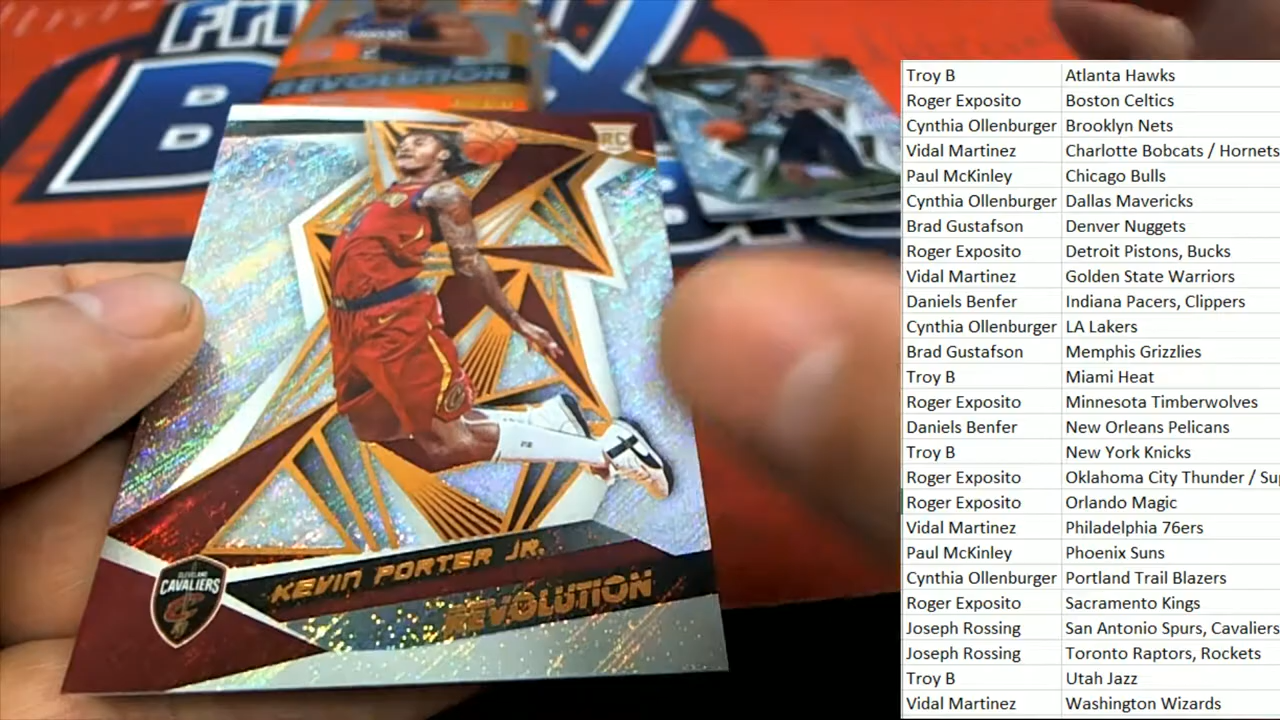 REVOLUTION
RC
CLEVELAND
CAVALIERS
KEVIN PORTER JR.
REVOLUTION
Troy B Atlanta Hawks
Roger Exposito Boston Celtics
Cynthia Ollenburger Brooklyn Nets
Vidal Martinez Charlotte Bobcats / Hornets
Paul McKinley Chicago Bulls
Cynthia Ollenburger Dallas Mavericks
Brad Gustafson Denver Nuggets
Roger Exposito Detroit Pistons, Bucks
Vidal Martinez Golden State Warriors
Daniels Benfer Indiana Pacers, Clippers
Cynthia Ollenburger LA Lakers
Brad Gustafson Memphis Grizzlies
Troy B Miami Heat
Roger Exposito Minnesota Timberwolves
Daniels Benfer New Orleans Pelicans
Troy B New York Knicks
Roger Exposito Oklahoma City Thunder / Su
Roger Exposito Orlando Magic
Vidal Martinez Philadelphia 76ers
Paul McKinley Phoenix Suns
Cynthia Ollenburger Portland Trail Blazers
Roger Exposito Sacramento Kings
Joseph Rossing San Antonio Spurs, Cavaliers
Joseph Rossing Toronto Raptors, Rockets
Troy B Utah Jazz
Vidal Martinez Washington Wizards